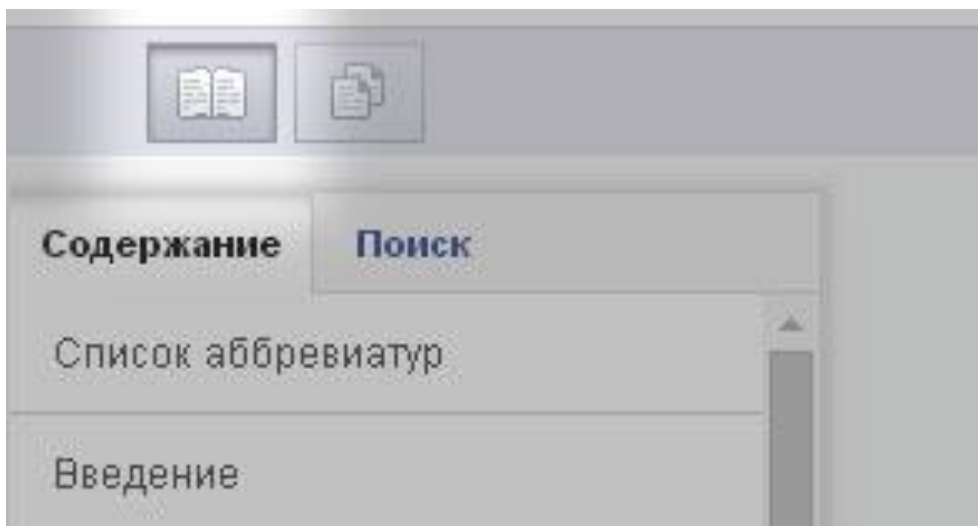 Содержание Поиск
Список аббревиатур
Введение